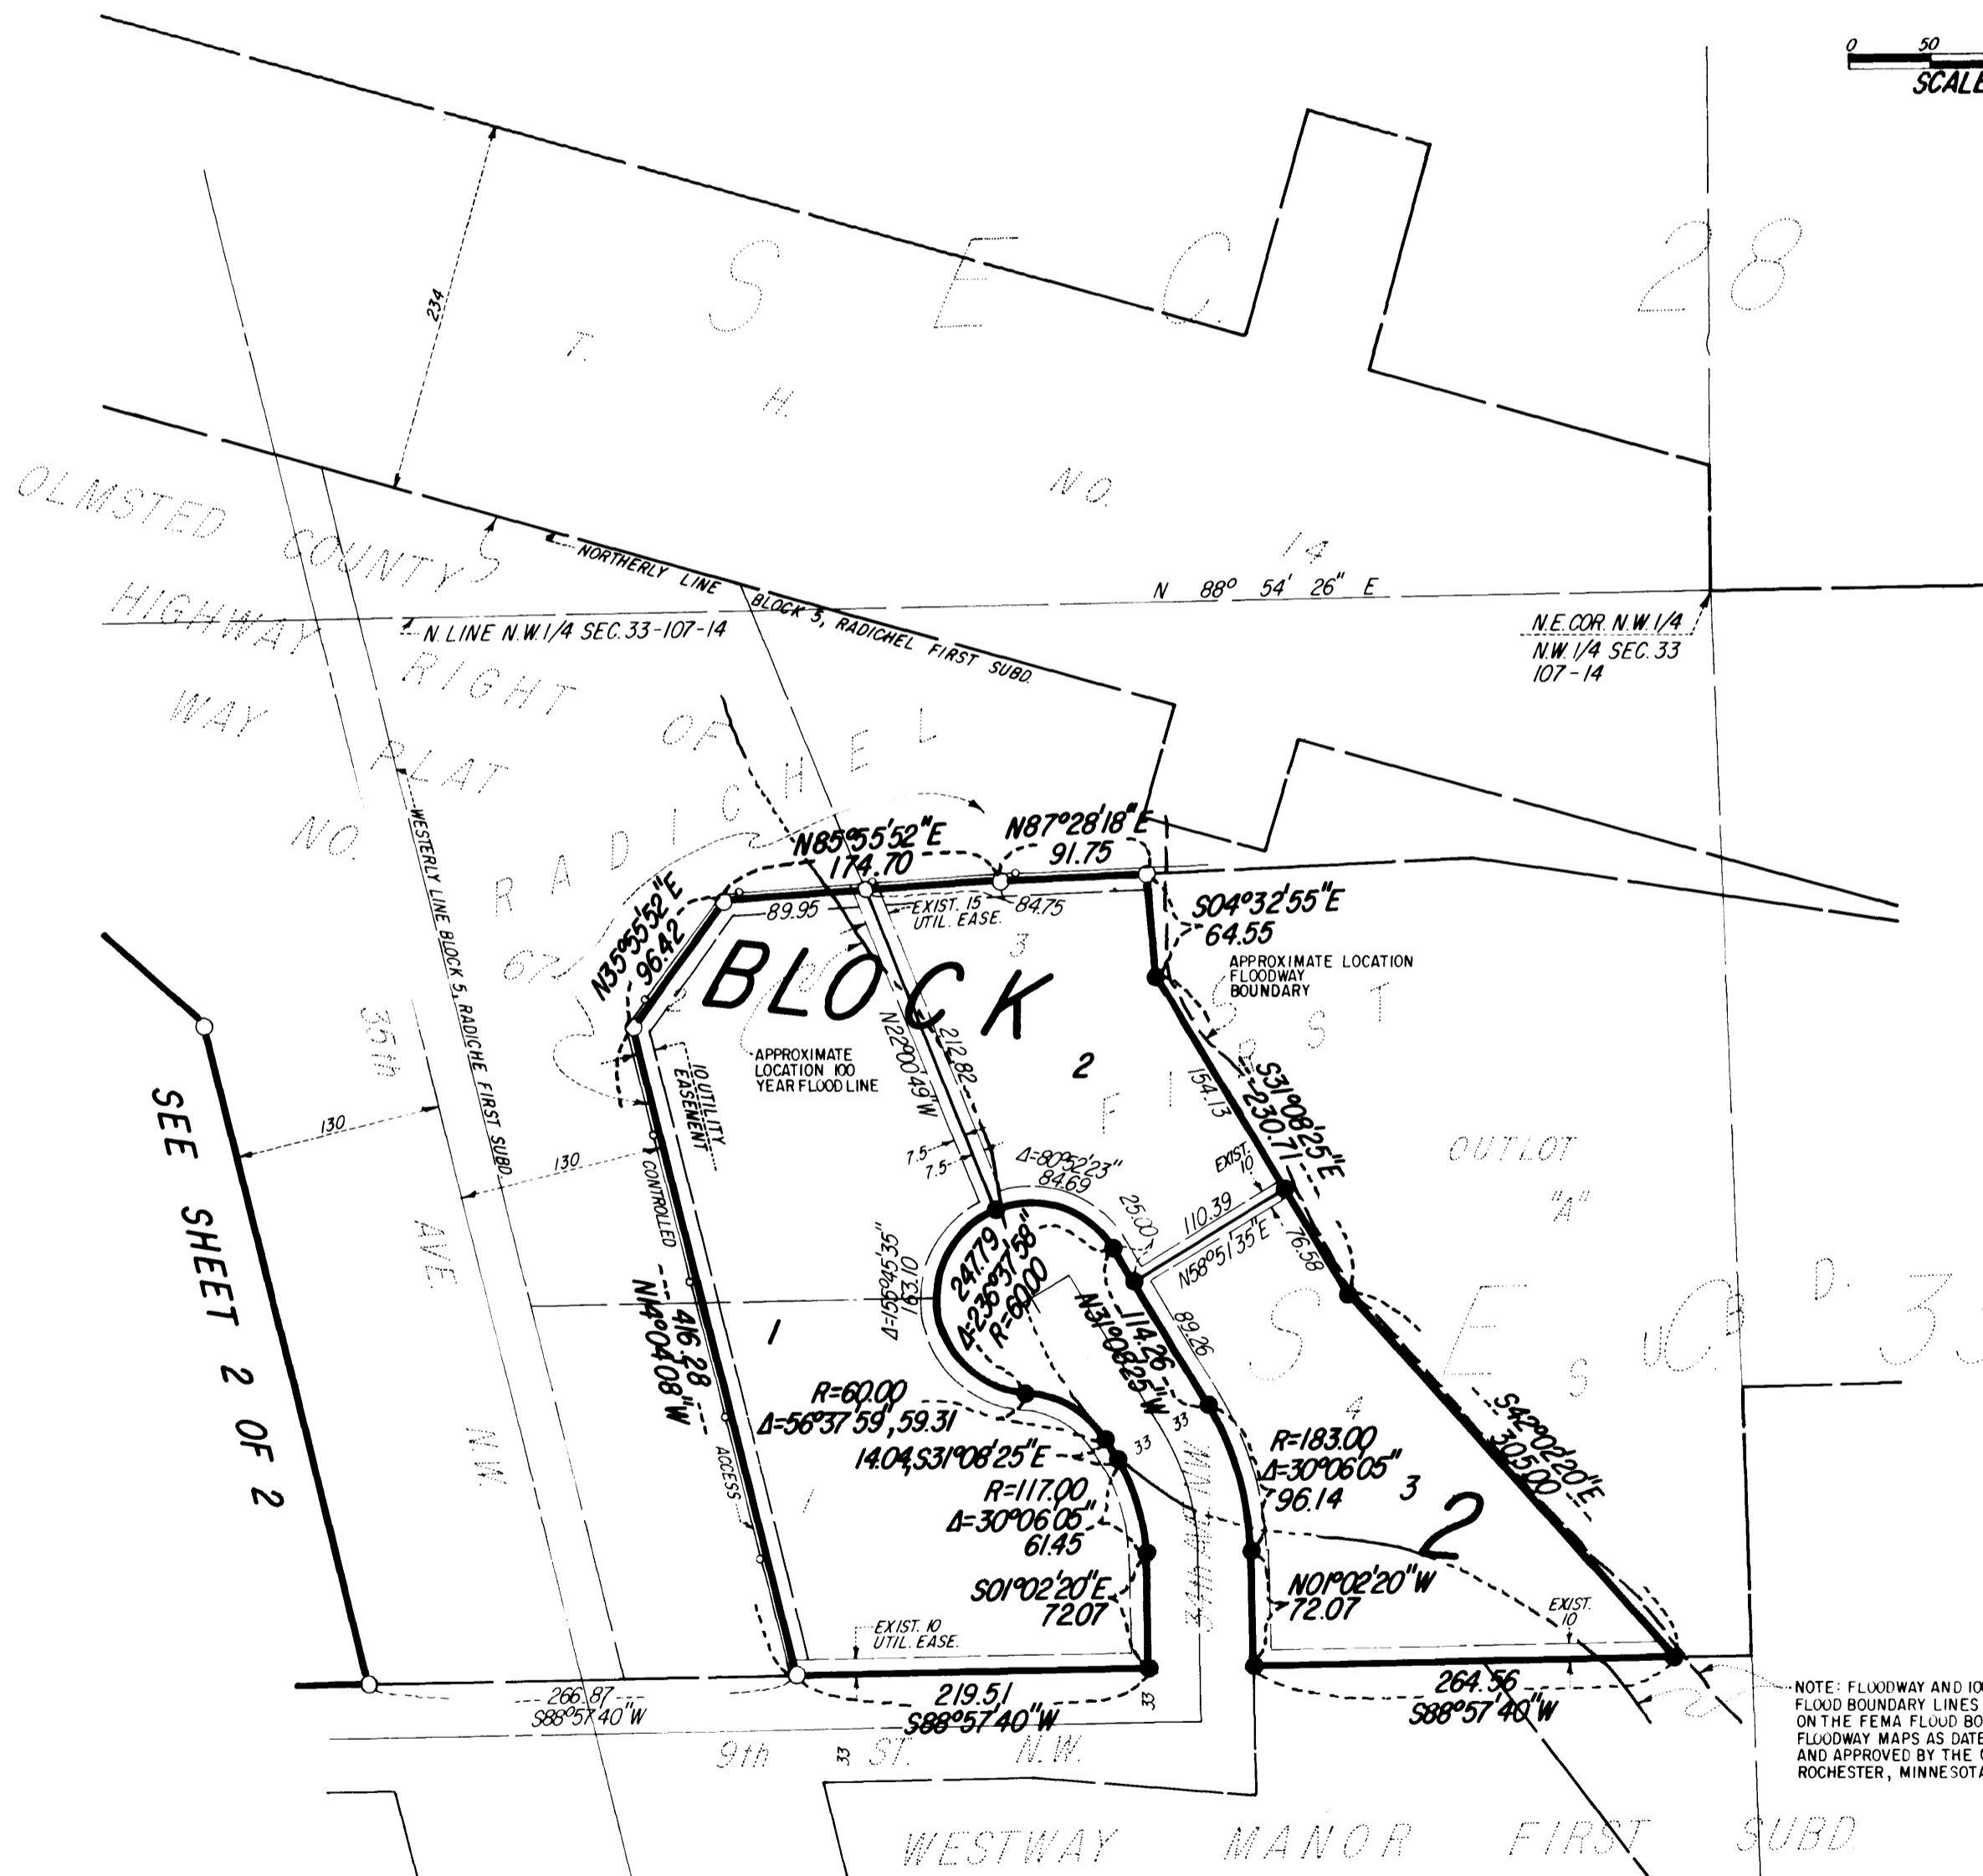 0 50
SCALE
234
S E C. 28
T.
H.
NO.
14
OLMSTED COUNTY
HIGHWAY RIGHT OF
WAY PLAT
NO.
NORTHERLY LINE BLOCK 5, RADICHEL FIRST SUBD.
N 88° 54' 26" E
N. LINE N.W. 1/4 SEC. 33-107-14
N.E. COR. N.W. 1/4
N.W. 1/4 SEC. 33
107-14
RADICHEL
N85°55'52"E
174.70
N87°28'18"E
91.75
N35°55'52"E
96.42
89.95
EXIST. 15
UTIL. EASE.
84.75
3
S04°32'55"E
64.55
APPROXIMATE LOCATION
FLOODWAY
BOUNDARY
67
2
BLOCK
2
FIRST
WESTERLY LINE BLOCK 5, RADICHE FIRST SUBD.
35th
AVE.
N.W.
APPROXIMATE
LOCATION 100
YEAR FLOOD LINE
10 UTILITY
EASEMENT
N22°00'49"W
212.82
7.5
7.5
154.13
S31°08'25"E
230.71
SEE SHEET 2 OF 2
130
130
OUTLOT
"A"
Δ=80°52'23"
84.69
EXIST.
10
25.00
110.39
N58°51'35"E
76.58
CONTROLLED
ACCESS
Δ=155°45'35"
163.10
247.79
Δ=236°37'58"
R=60.00
1
416.28
N14°04'08"W
114.26
N31°08'25"W
89.26
S E C. 3
SUBD.
R=60.00
Δ=56°37'59", 59.31
14.04, S31°08'25"E
33
33
4
R=183.00
Δ=30°06'05"
96.14
3
2
S42°02'20"E
305.00
1
R=117.00
Δ=30°06'05"
61.45
34th AVE. N.W.
S01°02'20"E
72.07
N01°02'20"W
72.07
EXIST. 10
UTIL. EASE.
EXIST.
10
266.87
S88°57'40"W
219.51
S88°57'40"W
33
264.56
S88°57'40"W
9th ST. N.W.
33
NOTE: FLOODWAY AND 10
FLOOD BOUNDARY LINES
ON THE FEMA FLOOD BO
FLOODWAY MAPS AS DATE
AND APPROVED BY THE
ROCHESTER, MINNESOTA
WESTWAY MANOR FIRST SUBD.